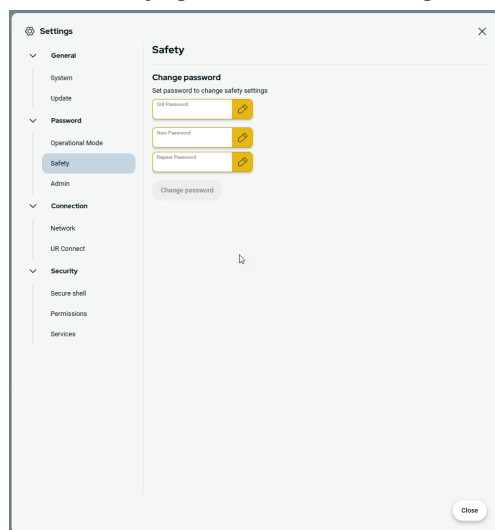 Settings
General
System
Update
Password
Operational Mode
Safety
Admin
Connection
Network
UR Connect
Security
Secure shell
Permissions
Services
Safety
Change password
Set password to change safety settings
Old Password
New Password
Repeat Password
Change password
Close